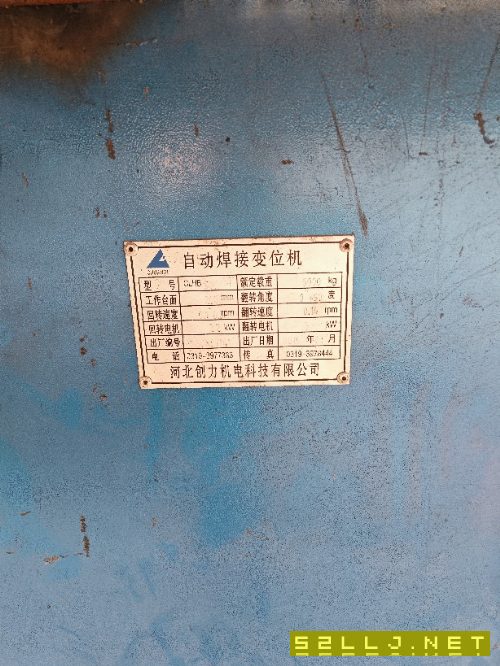 自动焊接变位机
型 号 额定载重 kg
工作台面 mm 翻转角度 度
回转速度 rpm 翻转速度 rpm
回转电机 kW 翻转电机 kW
出厂编号 出厂日期 年 月
电 话 传 真
河北创力机电科技有限公司
52LLJ.NET